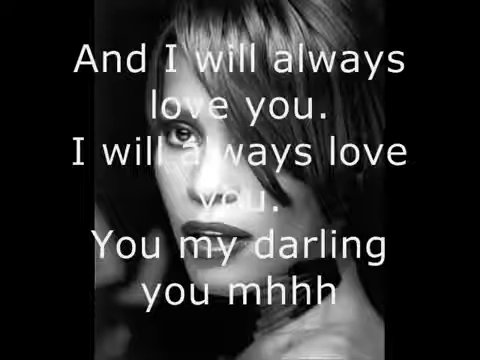 And I will always
love you.
I will always love
you.
You my darling
you mhhh